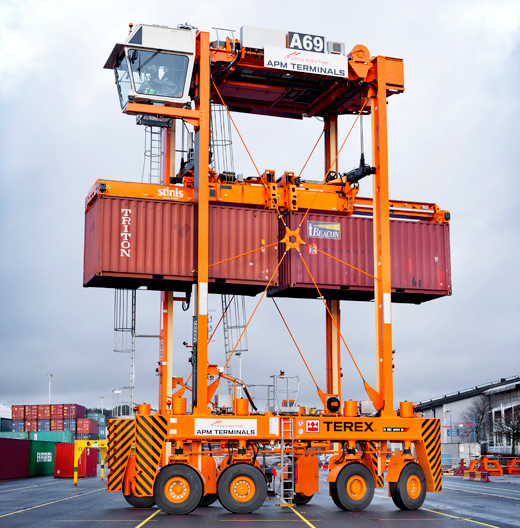 A69
APM TERMINALS
stinis
TRITON
BEACON
APM TERMINALS
TEREX